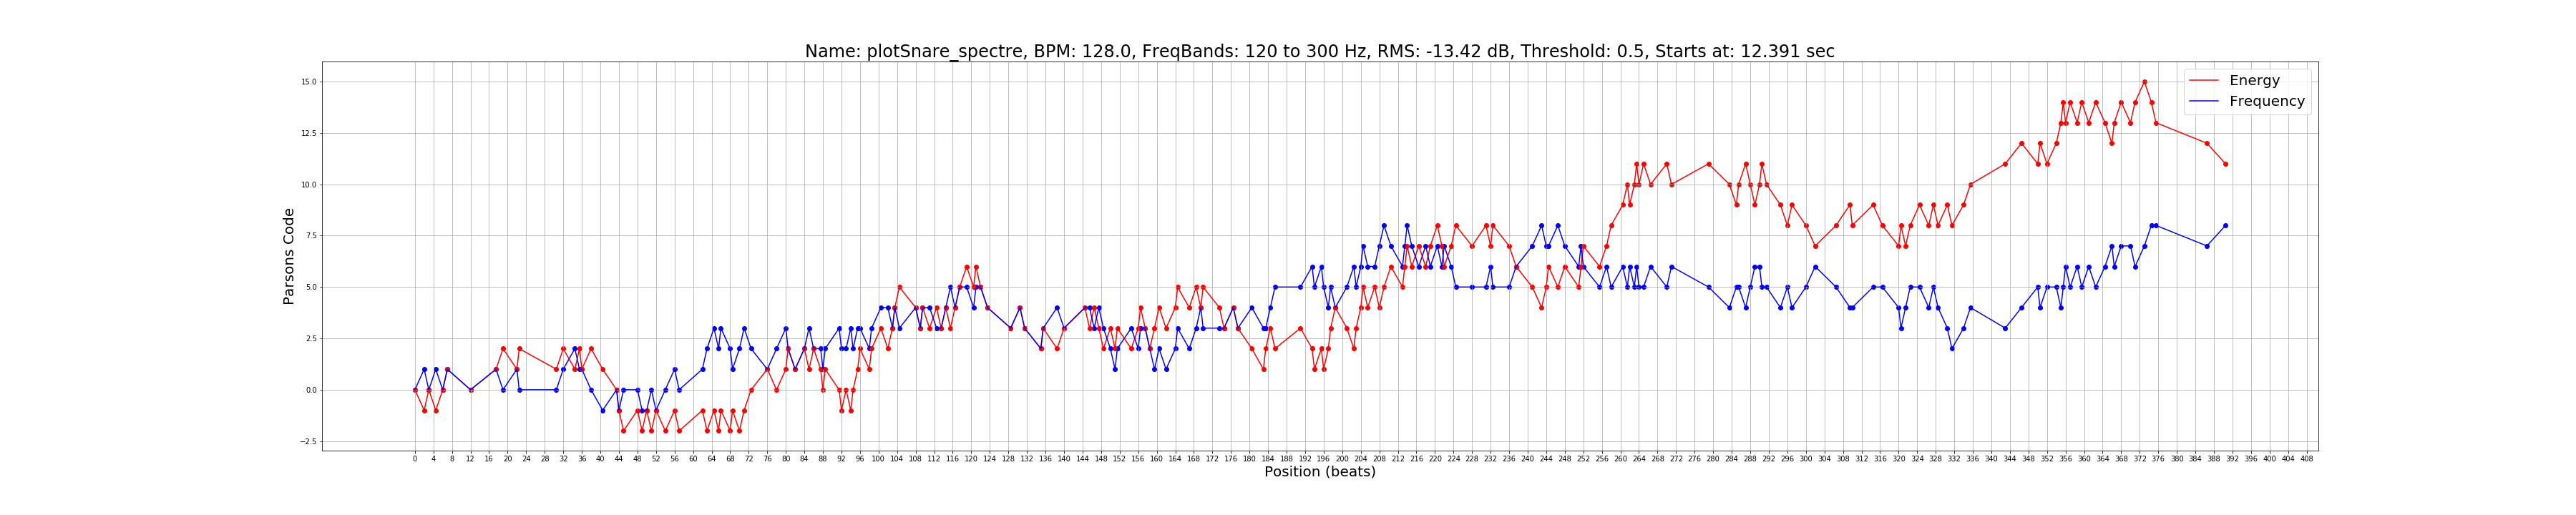 Name: plotSnare_spectre, BPM: 128.0, FreqBands: 120 to 300 Hz, RMS: -13.42 dB, Threshold: 0.5, Starts at: 12.391 sec
Energy
Frequency
Parsons Code
15.0
12.5
10.0
7.5
5.0
2.5
0.0
−2.5
0 4 8 12 16 20 24 28 32 36 40 44 48 52 56 60 64 68 72 76 80 84 88 92 96 100 104 108 112 116 120 124 128 132 136 140 144 148 152 156 160 164 168 172 176 180 184 188 192 196 200 204 208 212 216 220 224 228 232 236 240 244 248 252 256 260 264 268 272 276 280 284 288 292 296 300 304 308 312 316 320 324 328 332 336 340 344 348 352 356 360 364 368 372 376 380 384 388 392 396 400 404 408
Position (beats)